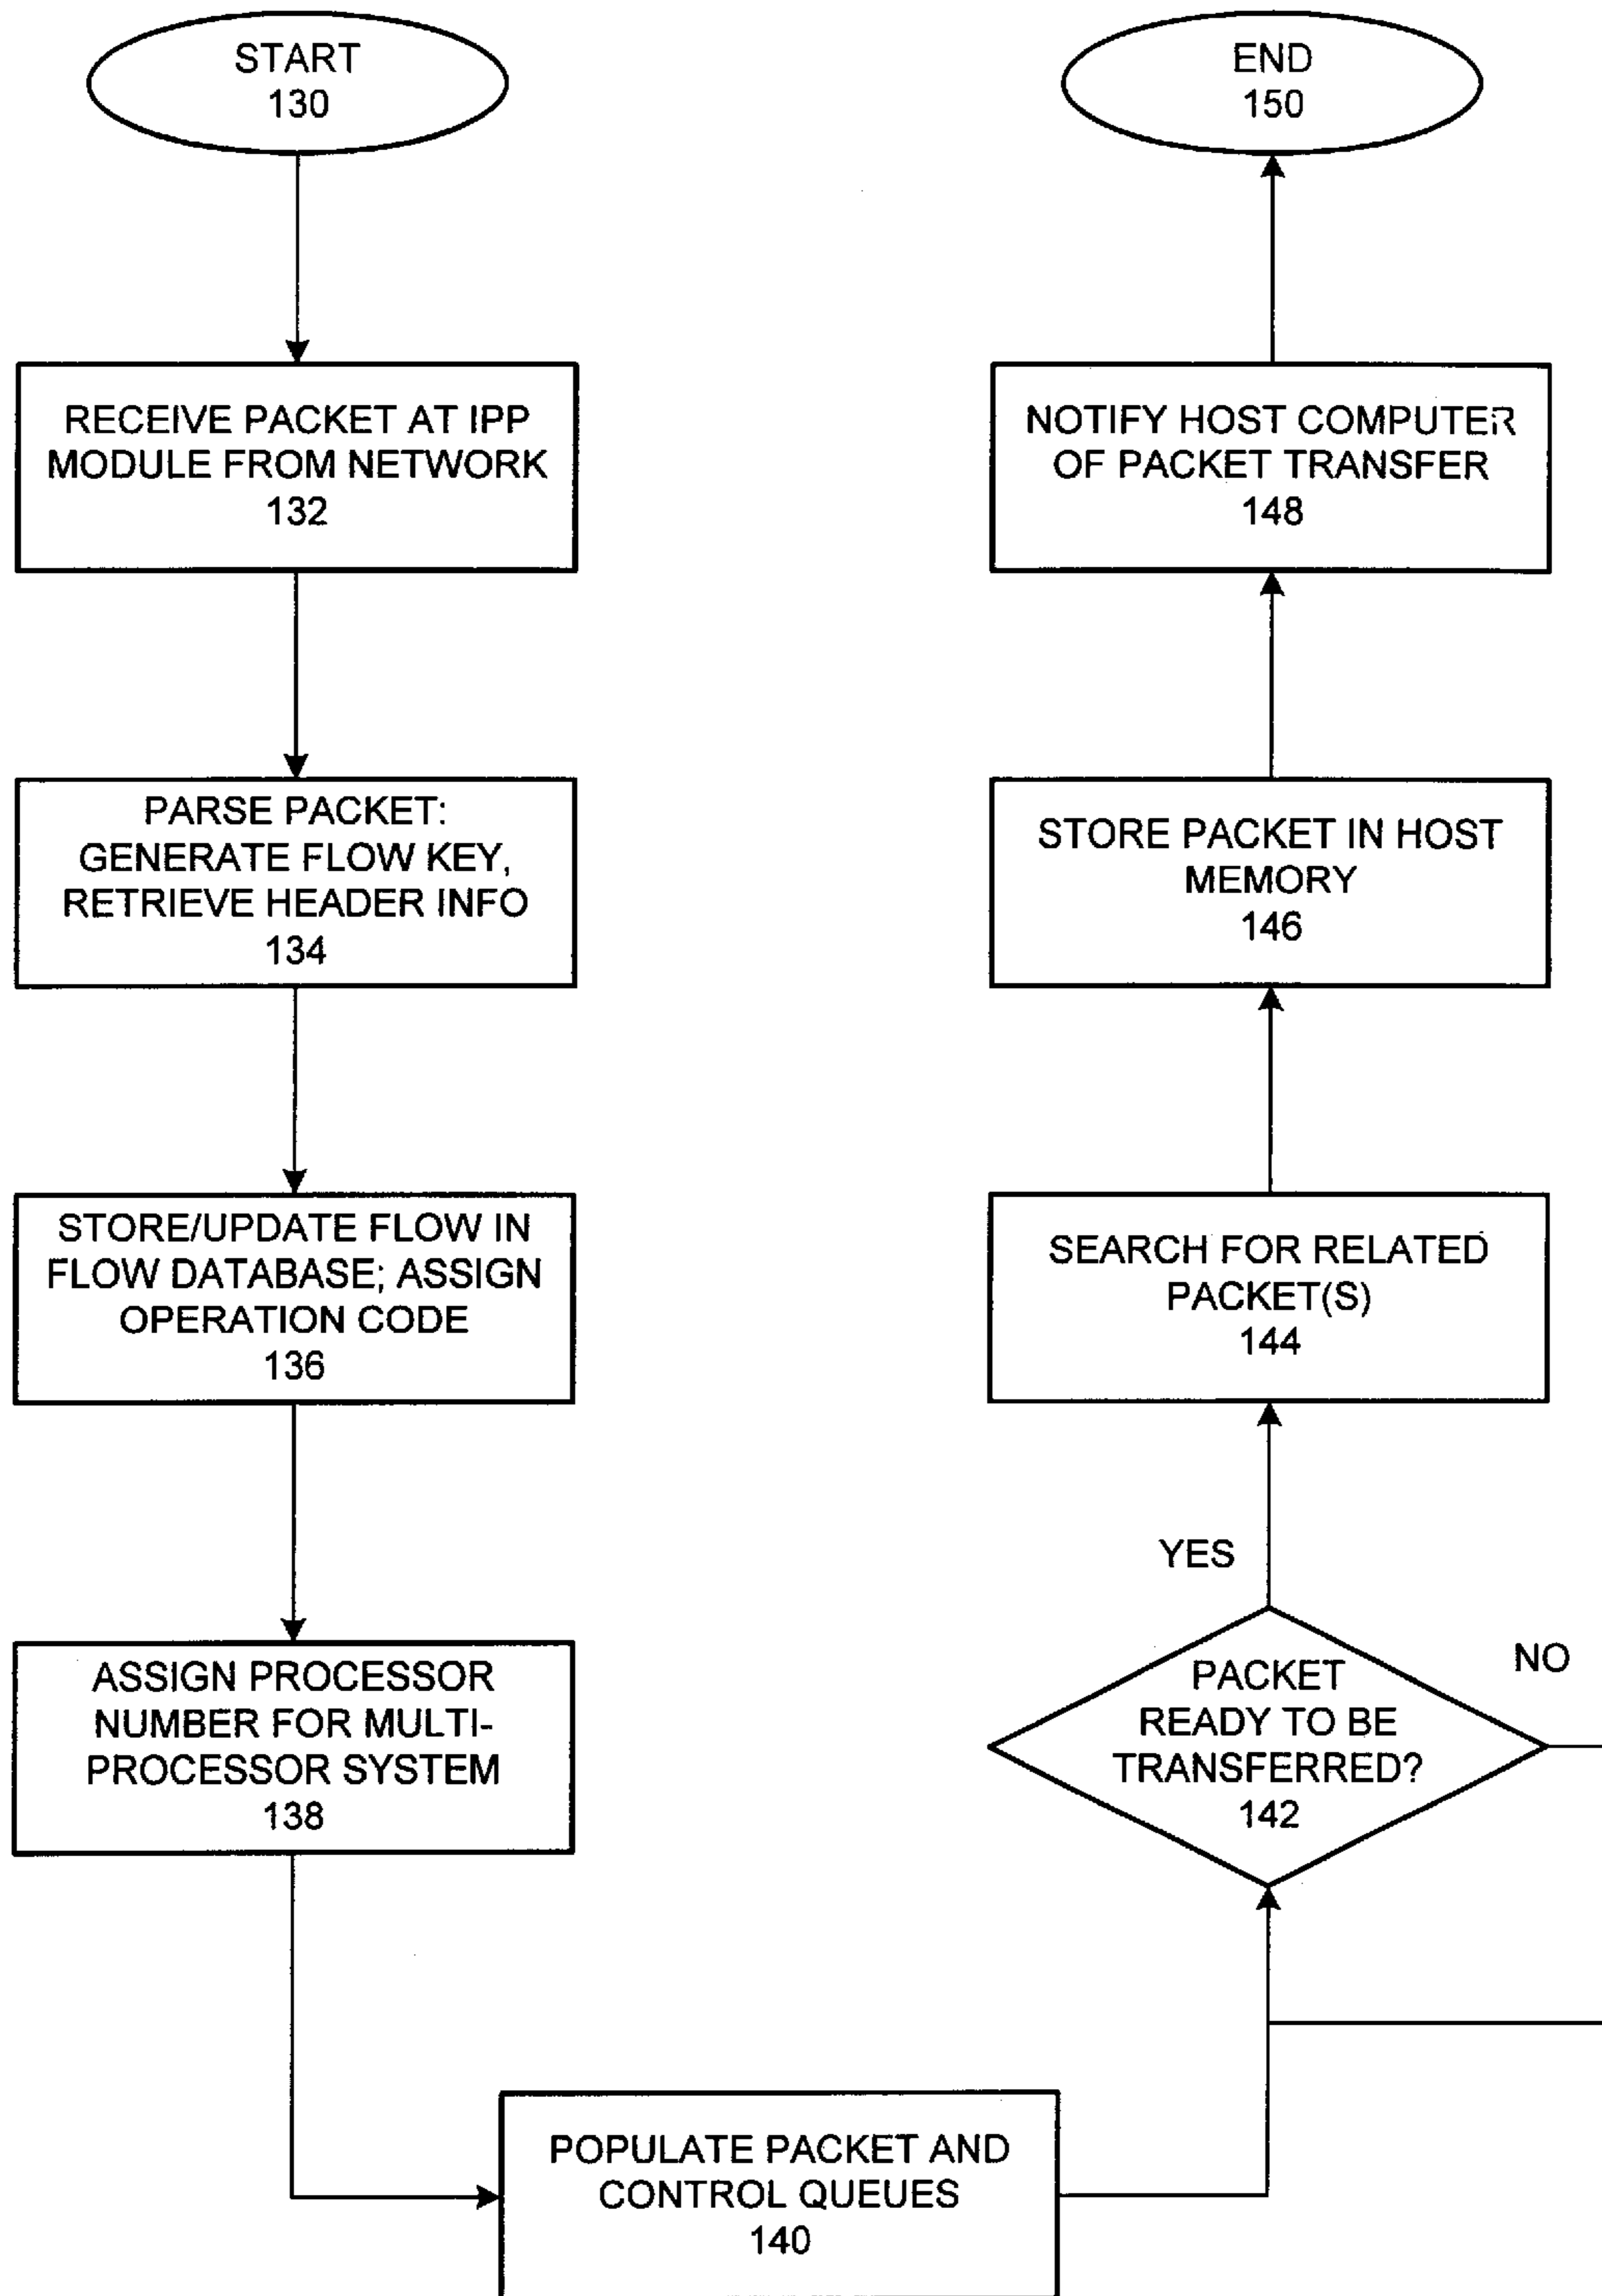 START
130
RECEIVE PACKET AT IPP
MODULE FROM NETWORK
132
PARSE PACKET:
GENERATE FLOW KEY,
RETRIEVE HEADER INFO
134
STORE/UPDATE FLOW IN
FLOW DATABASE; ASSIGN
OPERATION CODE
136
ASSIGN PROCESSOR
NUMBER FOR MULTI-
PROCESSOR SYSTEM
138
POPULATE PACKET AND
CONTROL QUEUES
140
PACKET
READY TO BE
TRANSFERRED?
142
NO
YES
SEARCH FOR RELATED
PACKET(S)
144
STORE PACKET IN HOST
MEMORY
146
NOTIFY HOST COMPUTER
OF PACKET TRANSFER
148
END
150